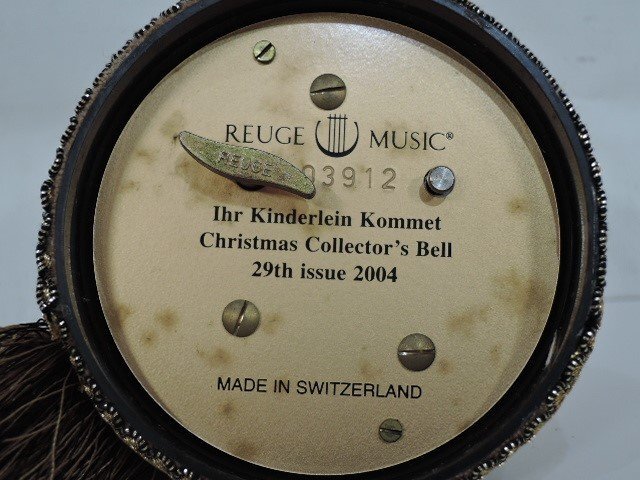 REUGE MUSIC®
REUGE
03912
Ihr Kinderlein Kommet
Christmas Collector's Bell
29th issue 2004
MADE IN SWITZERLAND